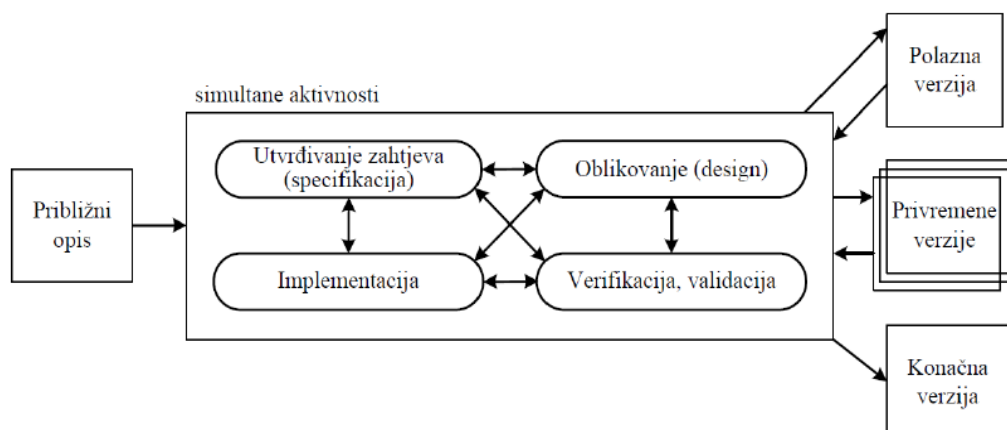 Polazna
verzija
simultane aktivnosti
Utvrđivanje zahtjeva
(specifikacija)
Oblikovanje (design)
Približni
opis
Privremene
verzije
Implementacija
Verifikacija, validacija
Konačna
verzija